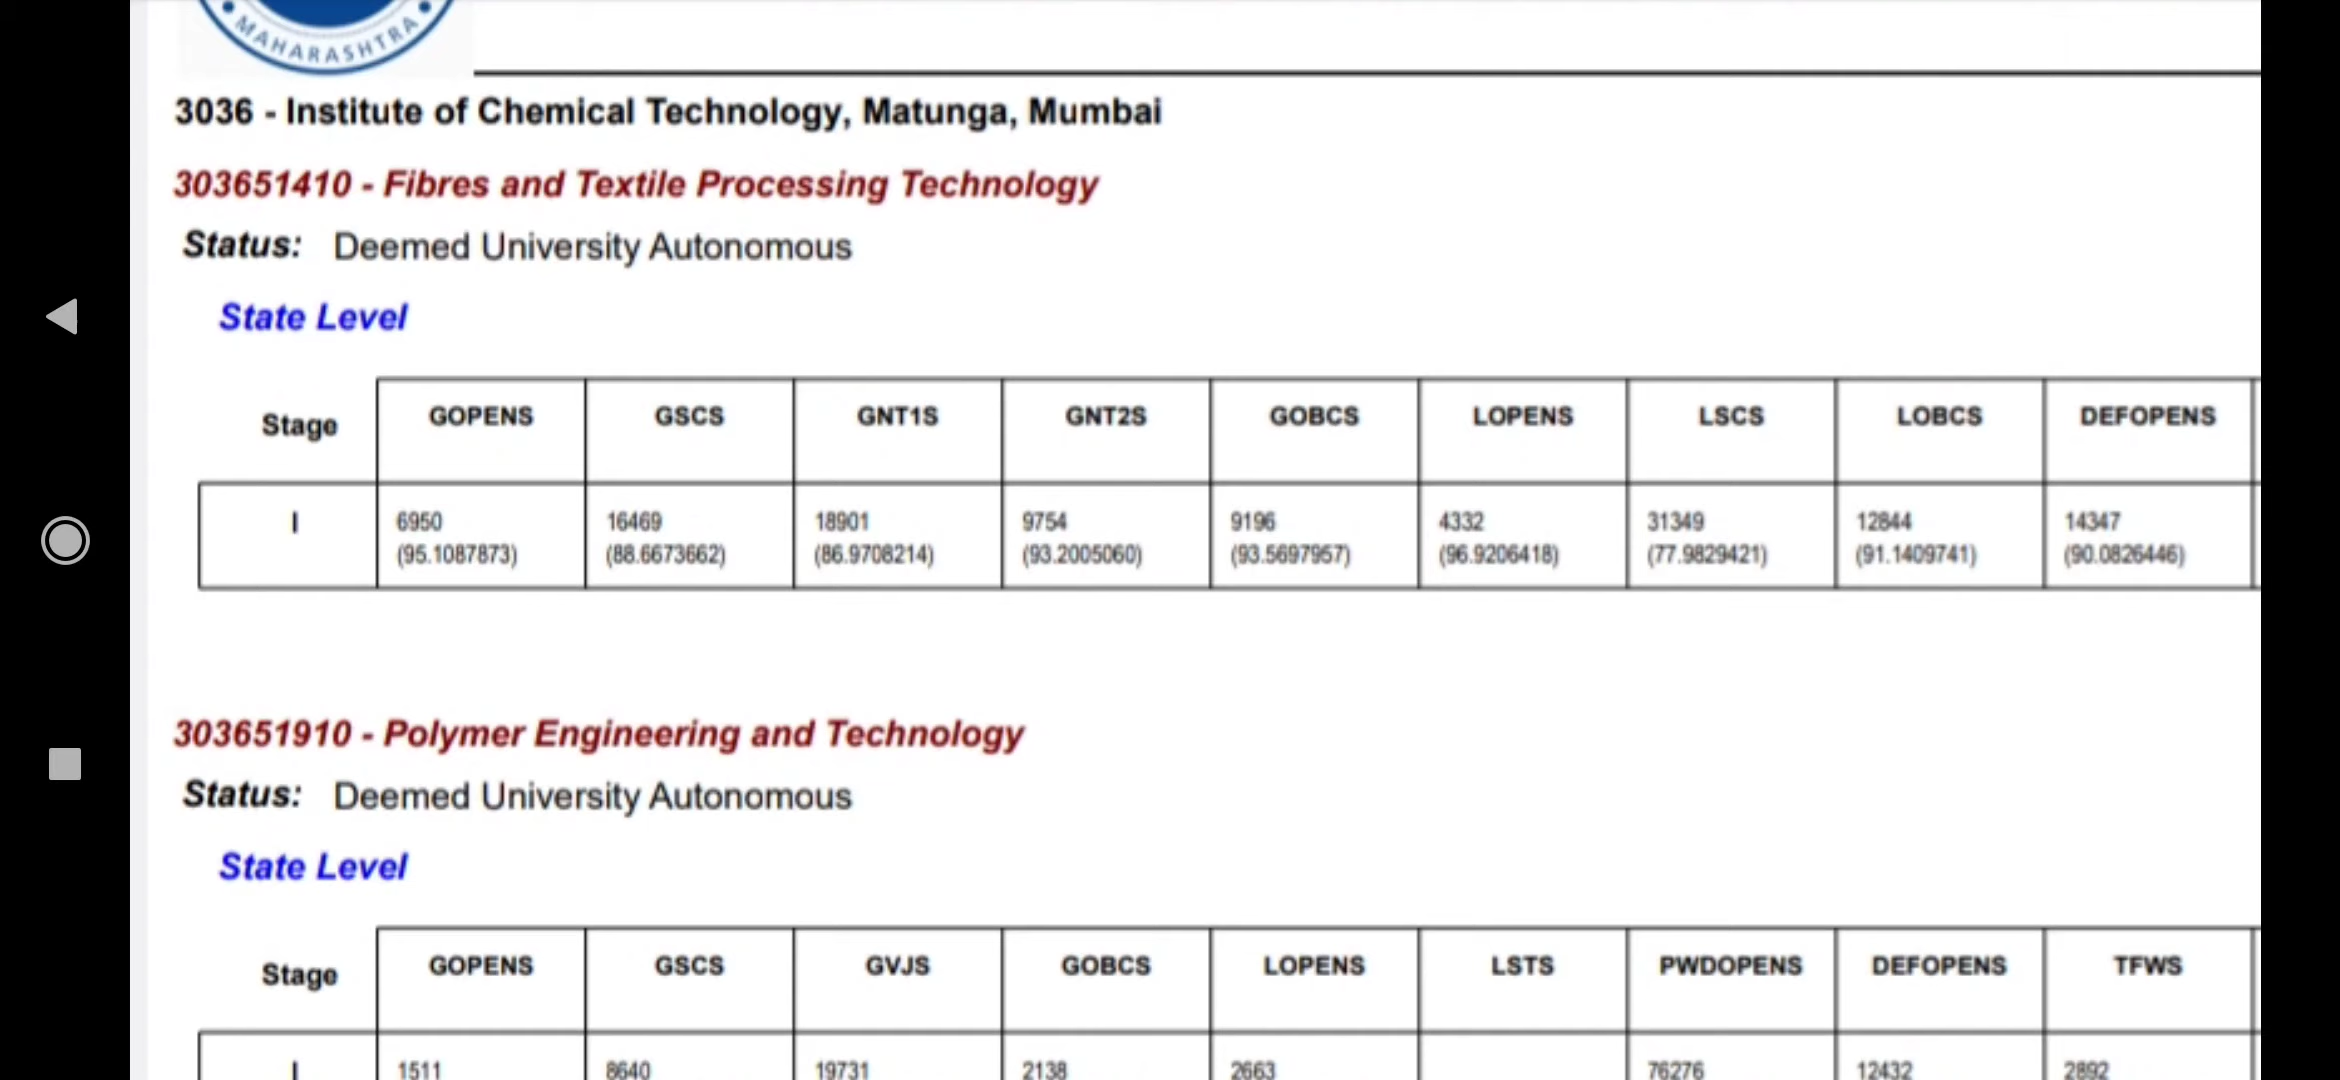 MAHARASHTRA
3036 - Institute of Chemical Technology, Matunga, Mumbai
303651410 - Fibres and Textile Processing Technology
Status: Deemed University Autonomous
State Level
Stage GOPENS GSCS GNT1S GNT2S GOBCS LOPENS LSCS LOBCS DEFOPENS
I 6950 16469 18901 9754 9196 4332 31349 12844 14347
(95.1087873) (88.6673662) (86.9708214) (93.2005060) (93.5697957) (96.9206418) (77.9829421) (91.1409741) (90.0826446)
303651910 - Polymer Engineering and Technology
Status: Deemed University Autonomous
State Level
Stage GOPENS GSCS GVJS GOBCS LOPENS LSTS PWDOPENS DEFOPENS TFWS
I 1511 8640 19731 2138 2663 76276 12432 2892